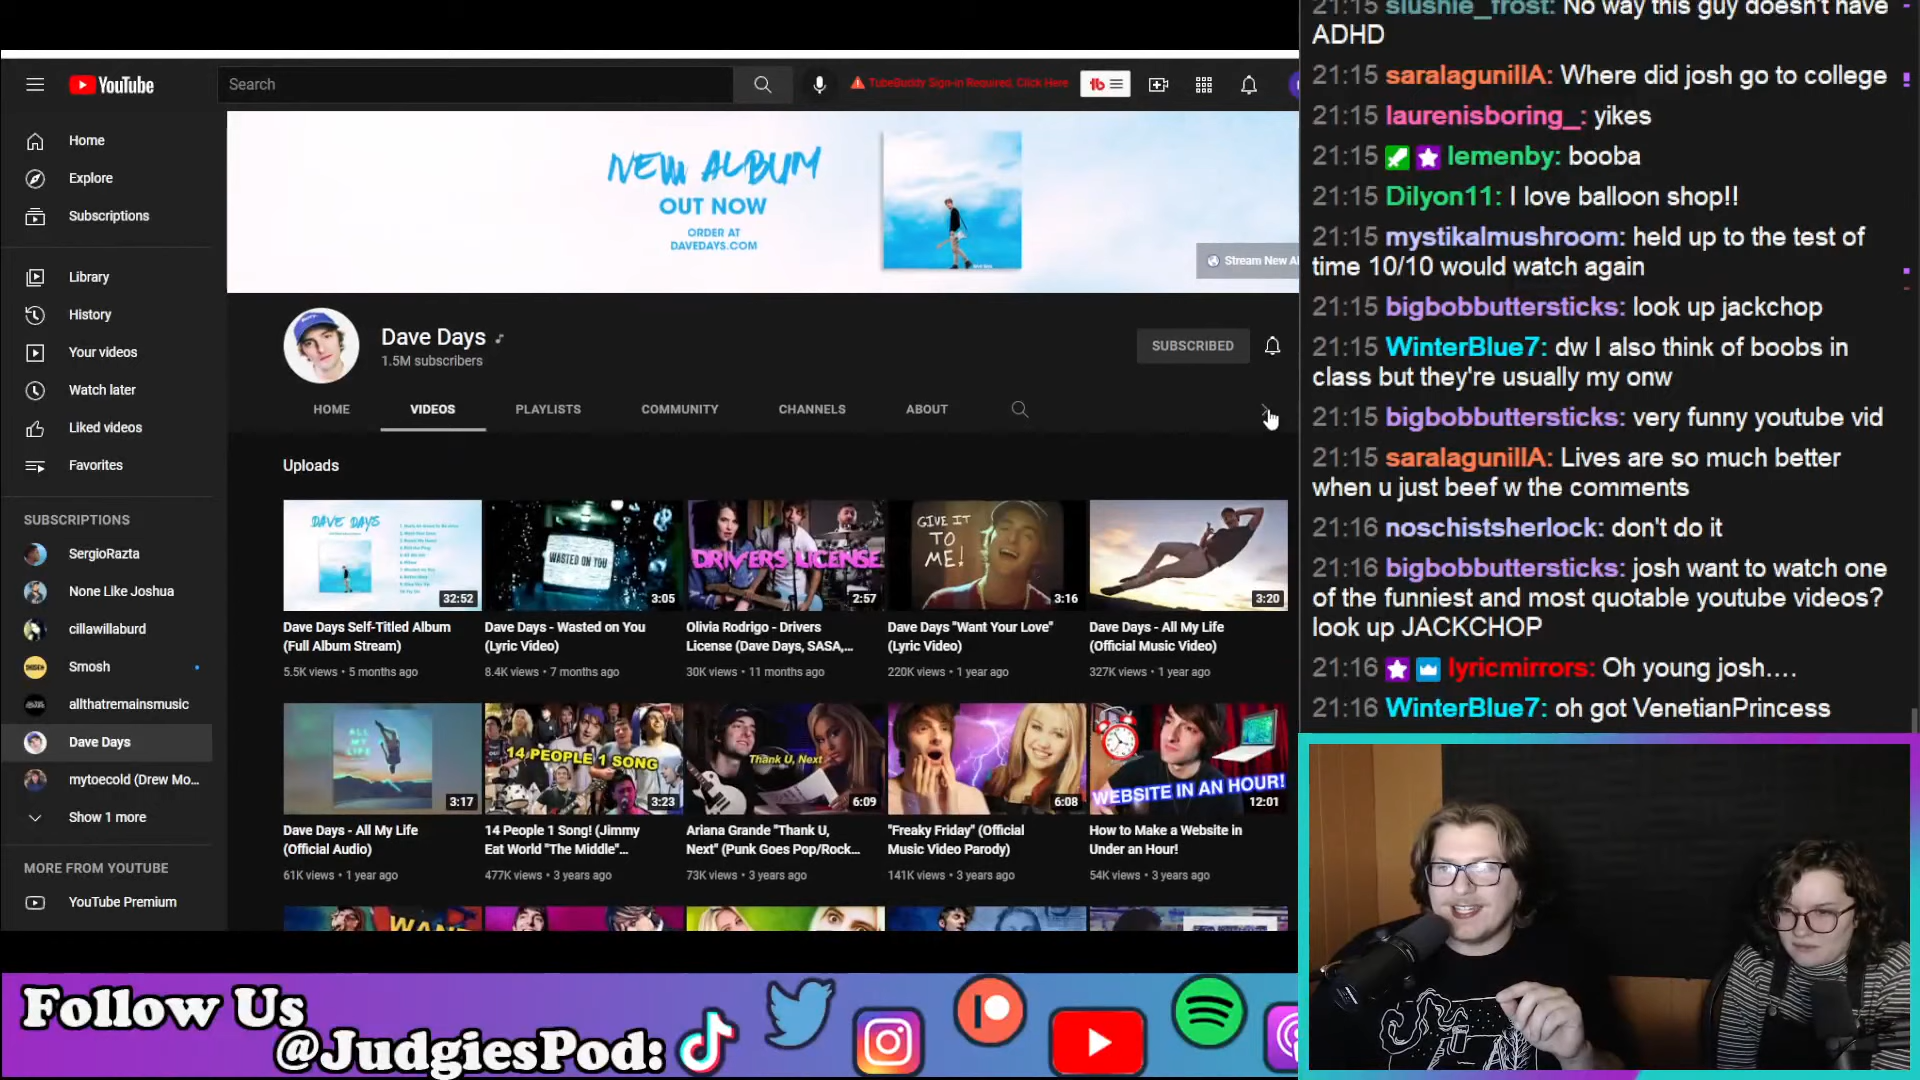 YouTube
Search
TubeBuddy Sign-in Required, Click Here
tb
Home
Explore
Subscriptions
Library
History
Your videos
Watch later
Liked videos
Favorites
SUBSCRIPTIONS
SergioRazta
None Like Joshua
cillawillaburd
Smosh
allthatremainsmusic
Dave Days
mytoecold (Drew Mo...
Show 1 more
MORE FROM YOUTUBE
YouTube Premium
NEW ALBUM
OUT NOW
ORDER AT
DAVEDAYS.COM
Stream New Al
Dave Days
1.5M subscribers
SUBSCRIBED
HOME VIDEOS PLAYLISTS COMMUNITY CHANNELS ABOUT
Uploads
DAVE DAYS
32:52
Dave Days Self-Titled Album
(Full Album Stream)
5.5K views • 5 months ago
WASTED ON YOU
3:05
Dave Days - Wasted on You
(Lyric Video)
8.4K views • 7 months ago
DRIVERS LICENSE
2:57
Olivia Rodrigo - Drivers
License (Dave Days, SASA,...
30K views • 11 months ago
GIVE IT
TO
ME!
3:16
Dave Days "Want Your Love"
(Lyric Video)
220K views • 1 year ago
3:20
Dave Days - All My Life
(Official Music Video)
327K views • 1 year ago
ALL
MY
LIFE
3:17
Dave Days - All My Life
(Official Audio)
61K views • 1 year ago
14 PEOPLE 1 SONG
3:23
14 People 1 Song! (Jimmy
Eat World "The Middle"...
477K views • 3 years ago
Thank U, Next
6:09
Ariana Grande "Thank U,
Next" (Punk Goes Pop/Rock...
73K views • 3 years ago
6:08
"Freaky Friday" (Official
Music Video Parody)
141K views • 3 years ago
WEBSITE IN AN HOUR!
12:01
How to Make a Website in
Under an Hour!
54K views • 3 years ago
21:15 slushie_frost: No way this guy doesn't have
ADHD
21:15 saralagunillA: Where did josh go to college
21:15 laurenisboring_: yikes
21:15 lemenby: booba
21:15 Dilyon11: I love balloon shop!!
21:15 mystikalmushroom: held up to the test of
time 10/10 would watch again
21:15 bigbobbuttersticks: look up jackchop
21:15 WinterBlue7: dw I also think of boobs in
class but they're usually my onw
21:15 bigbobbuttersticks: very funny youtube vid
21:15 saralagunillA: Lives are so much better
when u just beef w the comments
21:16 noschistsherlock: don't do it
21:16 bigbobbuttersticks: josh want to watch one
of the funniest and most quotable youtube videos?
look up JACKCHOP
21:16 lyricmirrors: Oh young josh....
21:16 WinterBlue7: oh got VenetianPrincess
Follow Us
@JudgiesPod: